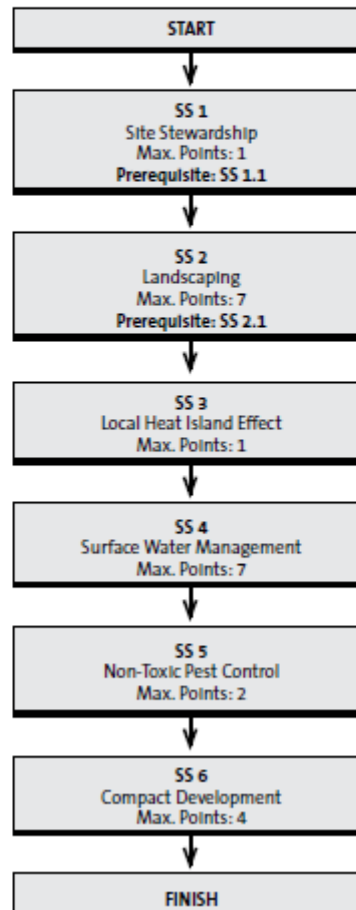 START
SS 1
Site Stewardship
Max. Points: 1
Prerequisite: SS 1.1
SS 2
Landscaping
Max. Points: 7
Prerequisite: SS 2.1
SS 3
Local Heat Island Effect
Max. Points: 1
SS 4
Surface Water Management
Max. Points: 7
SS 5
Non-Toxic Pest Control
Max. Points: 2
SS 6
Compact Development
Max. Points: 4
FINISH